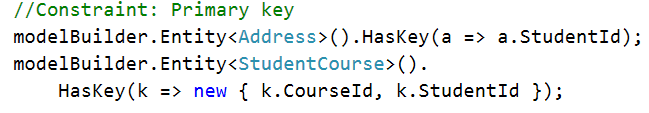 //Constraint: Primary key
modelBuilder.Entity<Address>().HasKey(a => a.StudentId);
modelBuilder.Entity<StudentCourse>().
    HasKey(k => new { k.CourseId, k.StudentId });